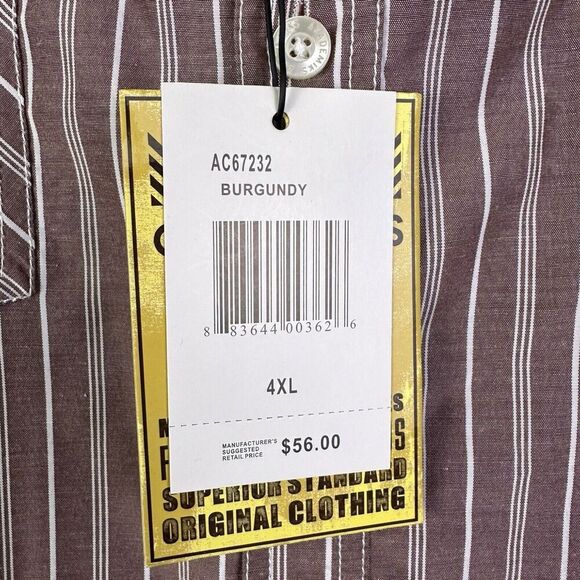 AC67232
BURGUNDY
8 83644 00362 6
4XL
MANUFACTURER'S
SUGGESTED
RETAIL PRICE
$56.00
SUPERIOR STANDARD
ORIGINAL CLOTHING